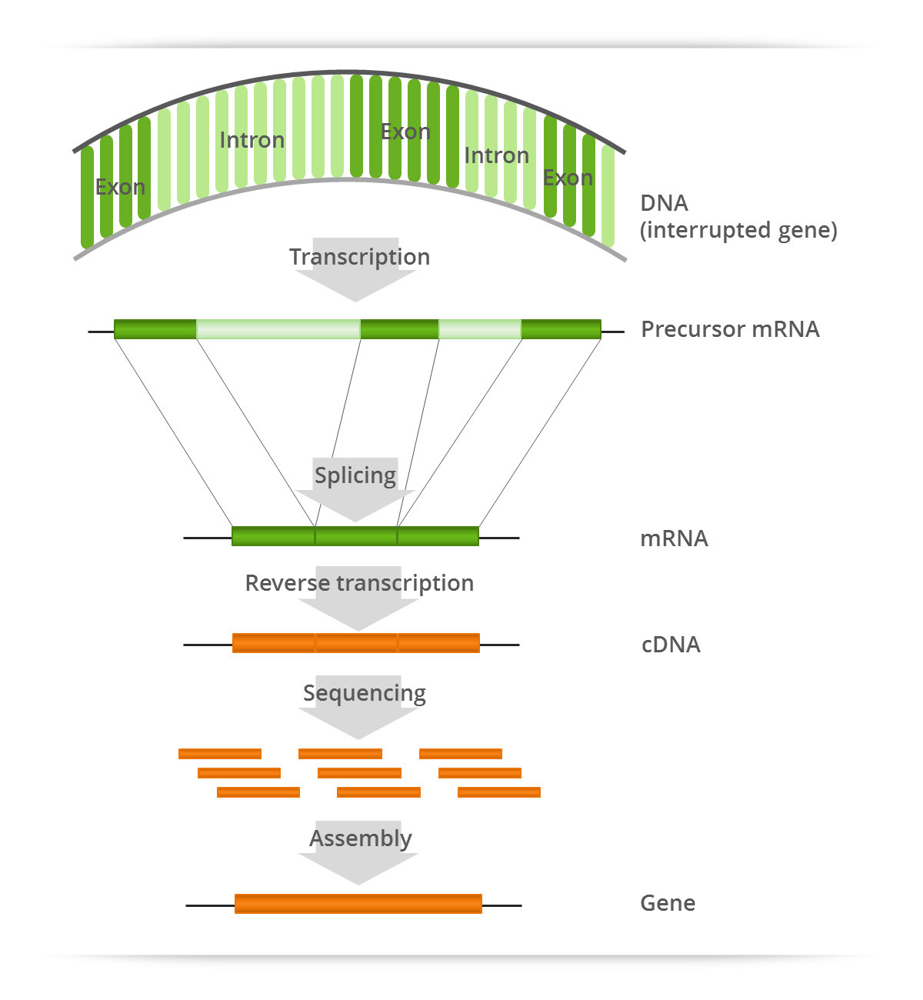 Exon
Intron
Exon
Intron
Exon
DNA
(interrupted gene)
Transcription
Precursor mRNA
Splicing
mRNA
Reverse transcription
cDNA
Sequencing
Assembly
Gene